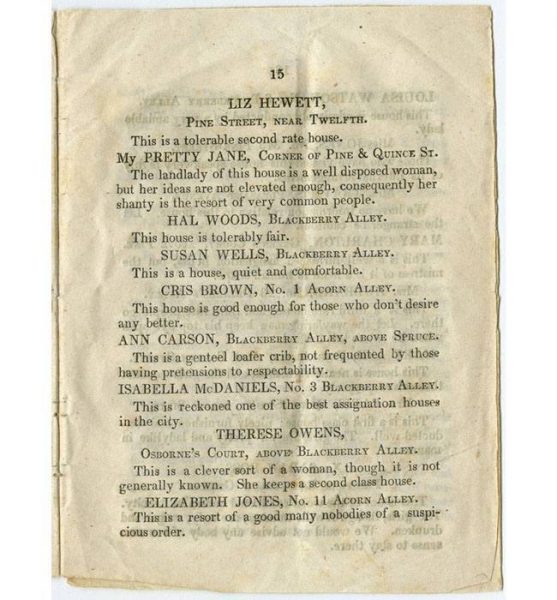 15
LIZ HEWETT,
PINE STREET, NEAR TWELFTH.
This is a tolerable second rate house.
My PRETTY JANE, CORNER OF PINE & QUINCE ST.
The landlady of this house is a well disposed woman,
but her ideas are not elevated enough, consequently her
shanty is the resort of very common people.
HAL WOODS, BLACKBERRY ALLEY.
This house is tolerably fair.
SUSAN WELLS, BLACKBERRY ALLEY.
This is a house, quiet and comfortable.
CRIS BROWN, No. 1 ACORN ALLEY.
This house is good enough for those who don't desire
any better.
ANN CARSON, BLACKBERRY ALLEY, ABOVE SPRUCE.
This is a genteel loafer crib, not frequented by those
having pretensions to respectability.
ISABELLA McDANIELS, No. 3 BLACKBERRY ALLEY.
This is reckoned one of the best assignation houses
in the city.
THERESE OWENS,
OSBORNE'S COURT, ABOVE BLACKBERRY ALLEY.
This is a clever sort of a woman, though it is not
generally known. She keeps a second class house.
ELIZABETH JONES, No. 11 ACORN ALLEY.
This is a resort of a good many nobodies of a suspi-
cious order.